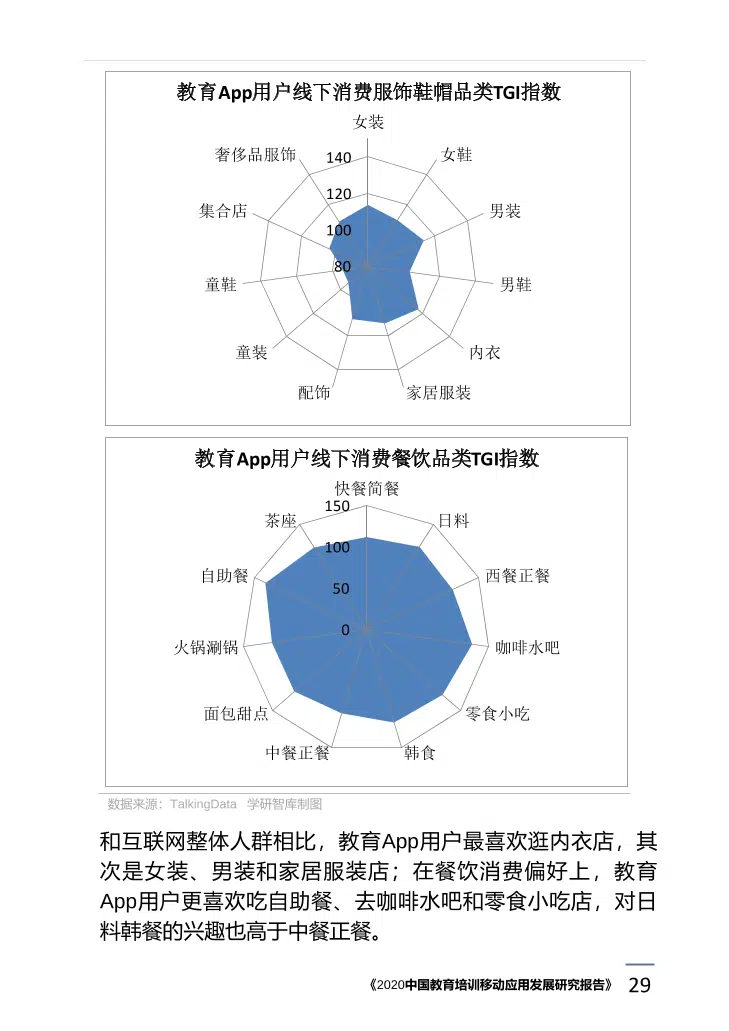 教育App用户线下消费服饰鞋帽品类TGI指数
女装
奢侈品服饰
140
女鞋
120
集合店
男装
100
80
童鞋
男鞋
童装
内衣
配饰
家居服装
教育App用户线下消费餐饮品类TGI指数
快餐简餐
150
茶座
日料
100
自助餐
西餐正餐
50
0
火锅涮锅
咖啡水吧
面包甜点
零食小吃
中餐正餐
韩食
数据来源：TalkingData 学研智库制图
和互联网整体人群相比，教育App用户最喜欢逛内衣店，其
次是女装、男装和家居服装店；在餐饮消费偏好上，教育
App用户更喜欢吃自助餐、去咖啡水吧和零食小吃店，对日
料韩餐的兴趣也高于中餐正餐。
《2020中国教育培训移动应用发展研究报告》 29